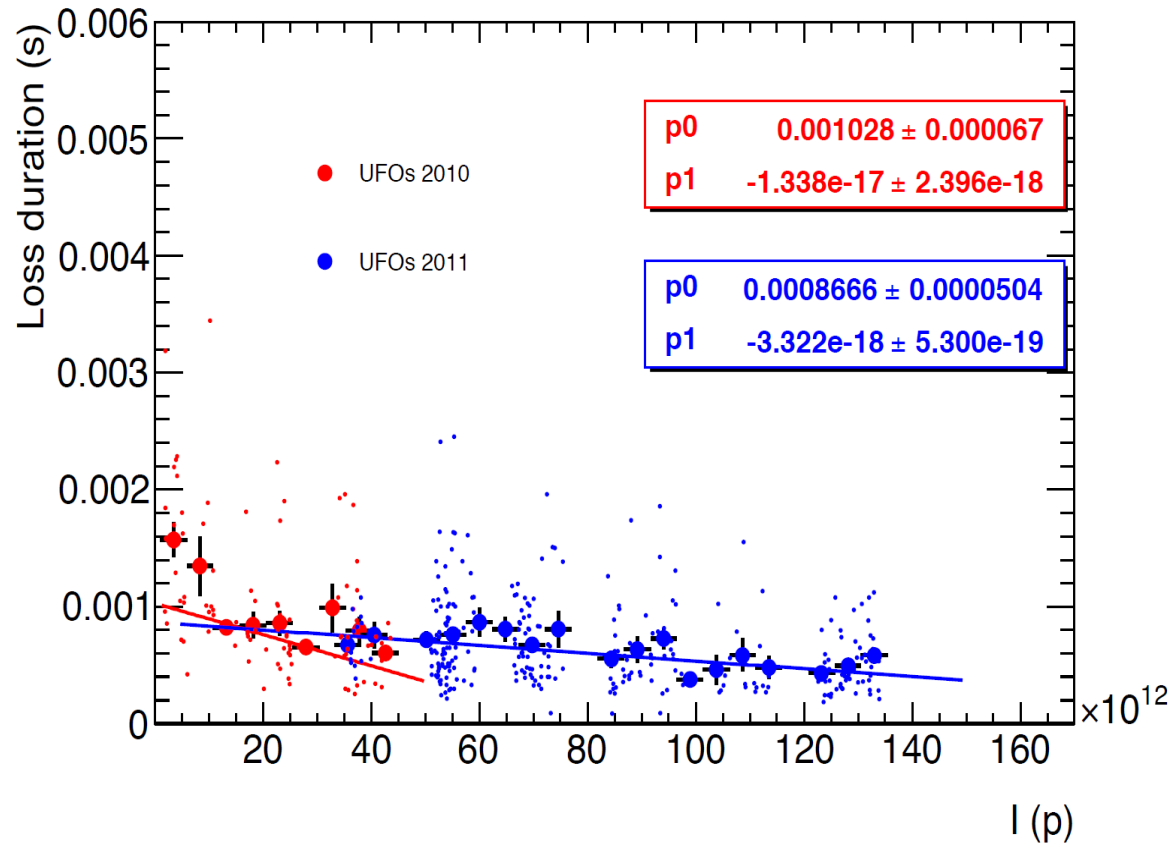 Loss duration (s)
0.006
0.005
0.004
0.003
0.002
0.001
0
UFOs 2010
UFOs 2011
p0 0.001028 ± 0.000067
p1 -1.338e-17 ± 2.396e-18
p0 0.0008666 ± 0.0000504
p1 -3.322e-18 ± 5.300e-19
20 40 60 80 100 120 140 160
×10¹²
I (p)